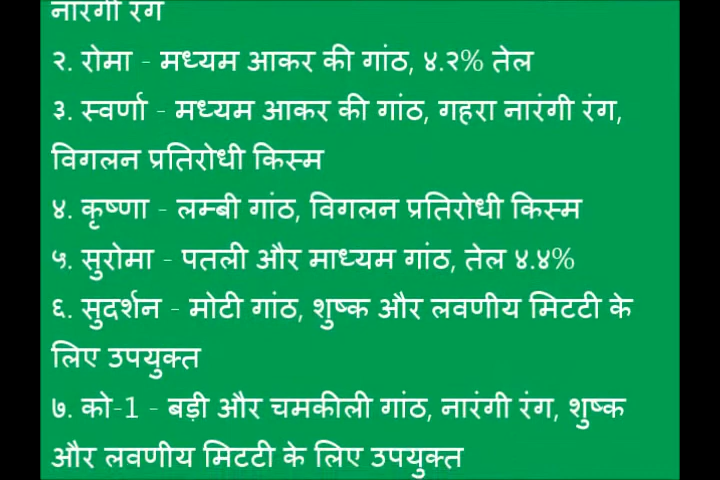 नारंगी रंग
२. रोमा - मध्यम आकर की गांठ, ४.२% तेल
३. स्वर्णा - मध्यम आकर की गांठ, गहरा नारंगी रंग,
विगलन प्रतिरोधी किस्म
४. कृष्णा - लम्बी गांठ, विगलन प्रतिरोधी किस्म
५. सुरोमा - पतली और माध्यम गांठ, तेल ४.४%
६. सुदर्शन - मोटी गांठ, शुष्क और लवणीय मिटटी के
लिए उपयुक्त
७. को-1 - बड़ी और चमकीली गांठ, नारंगी रंग, शुष्क
और लवणीय मिटटी के लिए उपयुक्त